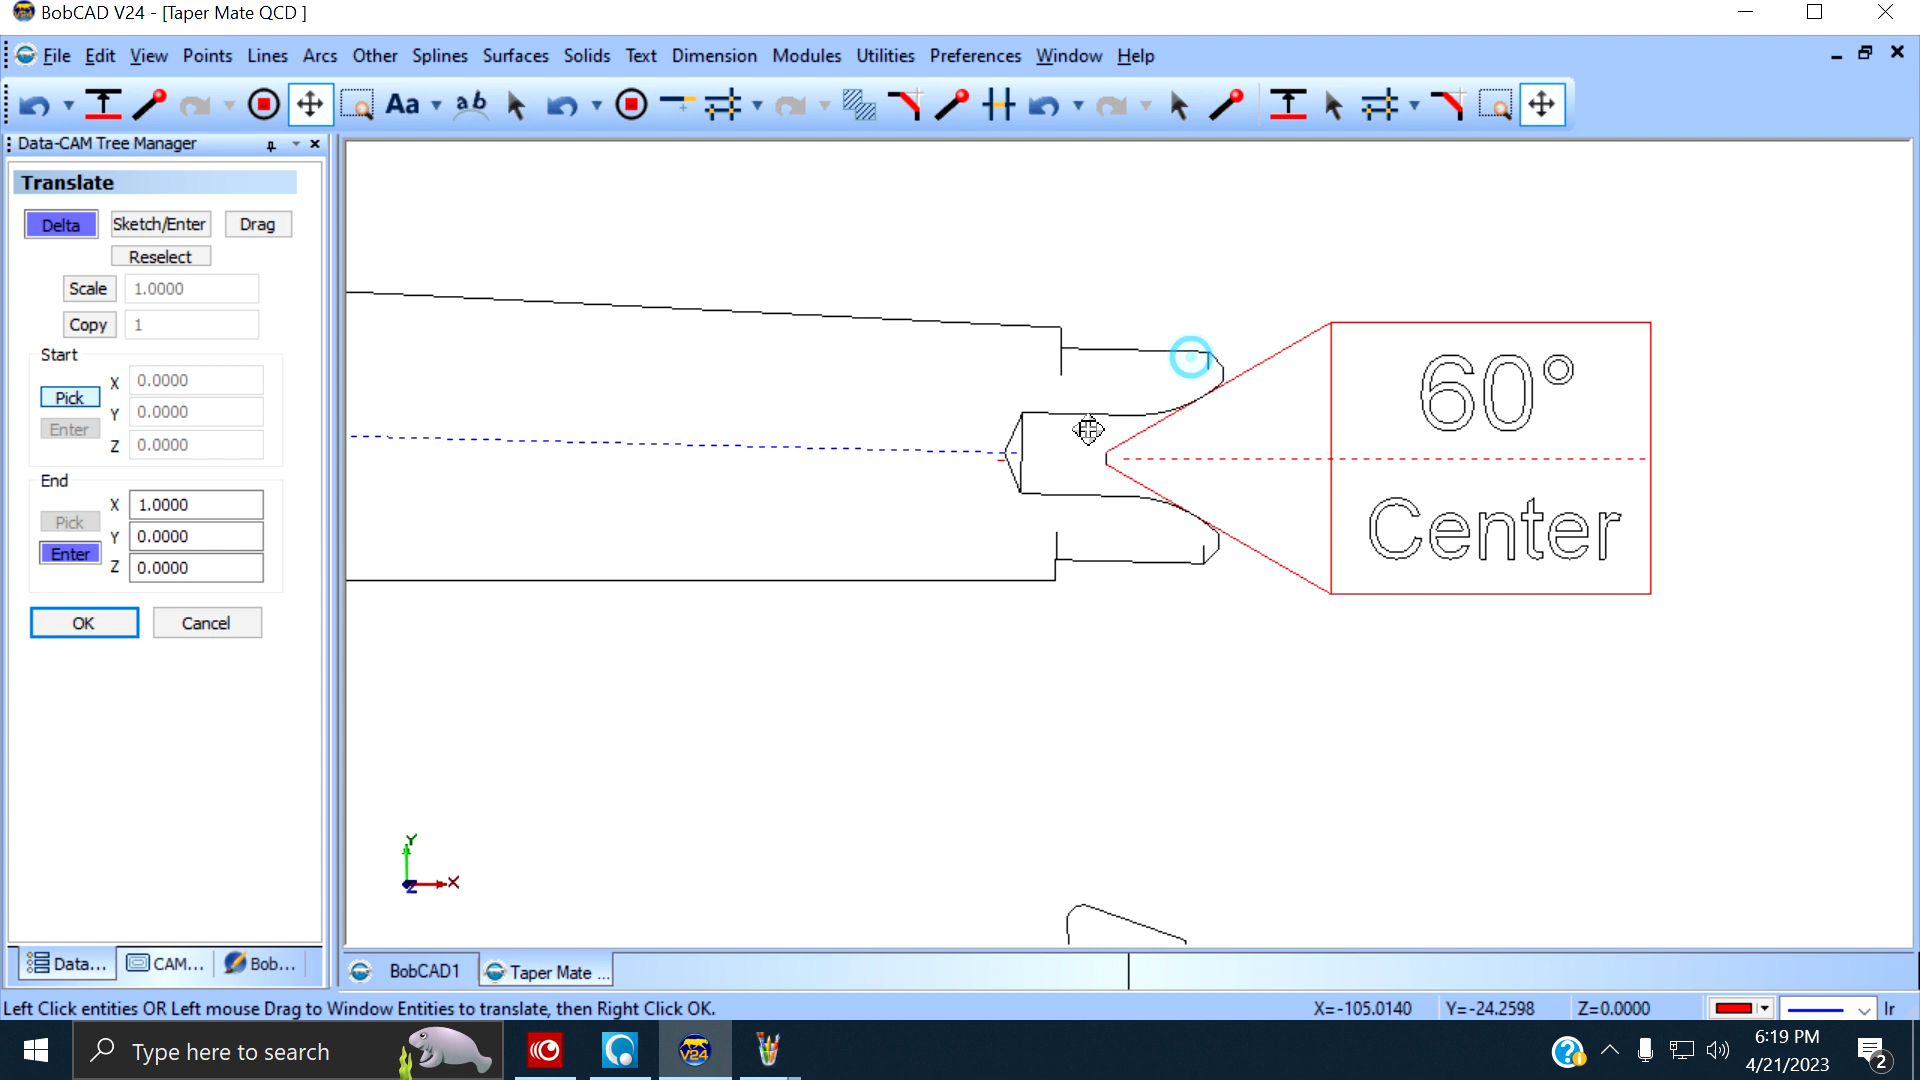 BobCAD V24 - [Taper Mate QCD ]
File Edit View Points Lines Arcs Other Splines Surfaces Solids Text Dimension Modules Utilities Preferences Window Help
Aa ab
Data-CAM Tree Manager
Translate
Delta Sketch/Enter Drag
Reselect
Scale 1.0000
Copy 1
Start
Pick X 0.0000
Y 0.0000
Enter
Z 0.0000
End
X 1.0000
Pick
Y 0.0000
Enter
Z 0.0000
OK Cancel
60°
Center
Y
X
Z
Data... CAM... Bob...
BobCAD1 Taper Mate ...
Left Click entities OR Left mouse Drag to Window Entities to translate, then Right Click OK.
X=-105.0140 Y=-24.2598 Z=0.0000 Ir
Type here to search
V24
6:19 PM
4/21/2023
2